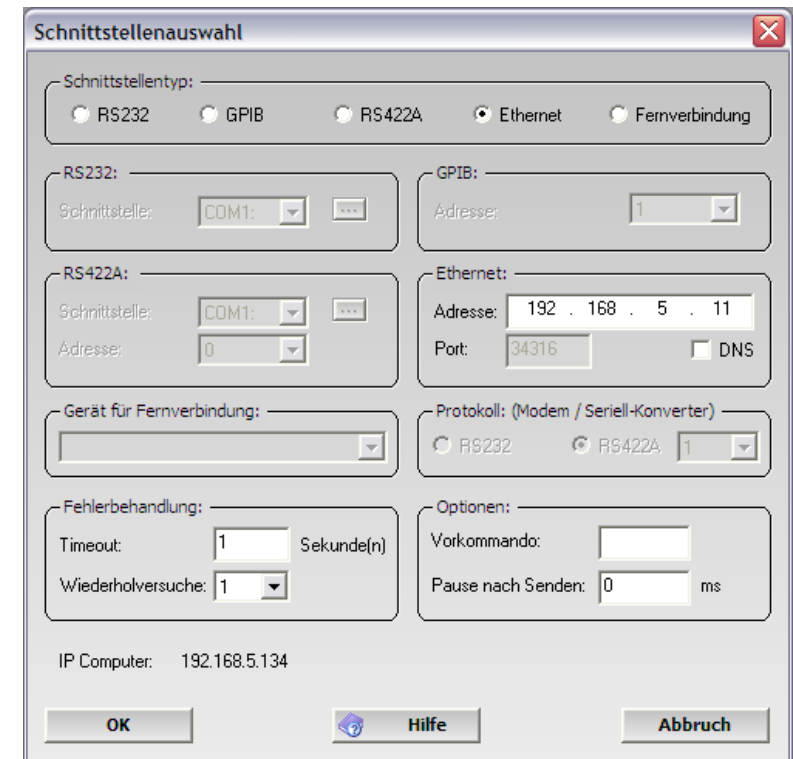 Schnittstellenauswahl
Schnittstellentyp:
RS232 GPIB RS422A Ethernet Fernverbindung
RS232:
Schnittstelle: COM1: ...
GPIB:
Adresse: 1
RS422A:
Schnittstelle: COM1: ...
Adresse: 0
Ethernet:
Adresse: 192 . 168 . 5 . 11
Port: 34316 DNS
Gerät für Fernverbindung:
Protokoll: (Modem / Seriell-Konverter)
RS232 RS422A 1
Fehlerbehandlung:
Timeout: 1 Sekunde(n)
Wiederholversuche: 1
Optionen:
Vorkommando:
Pause nach Senden: 0 ms
IP Computer: 192.168.5.134
OK Hilfe Abbruch